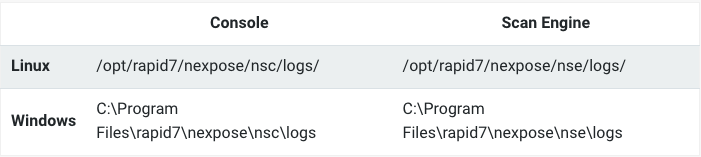 Console Scan Engine
Linux /opt/rapid7/nexpose/nsc/logs/ /opt/rapid7/nexpose/nse/logs/
Windows C:\Program Files\rapid7\nexpose\nsc\logs C:\Program Files\rapid7\nexpose\nse\logs